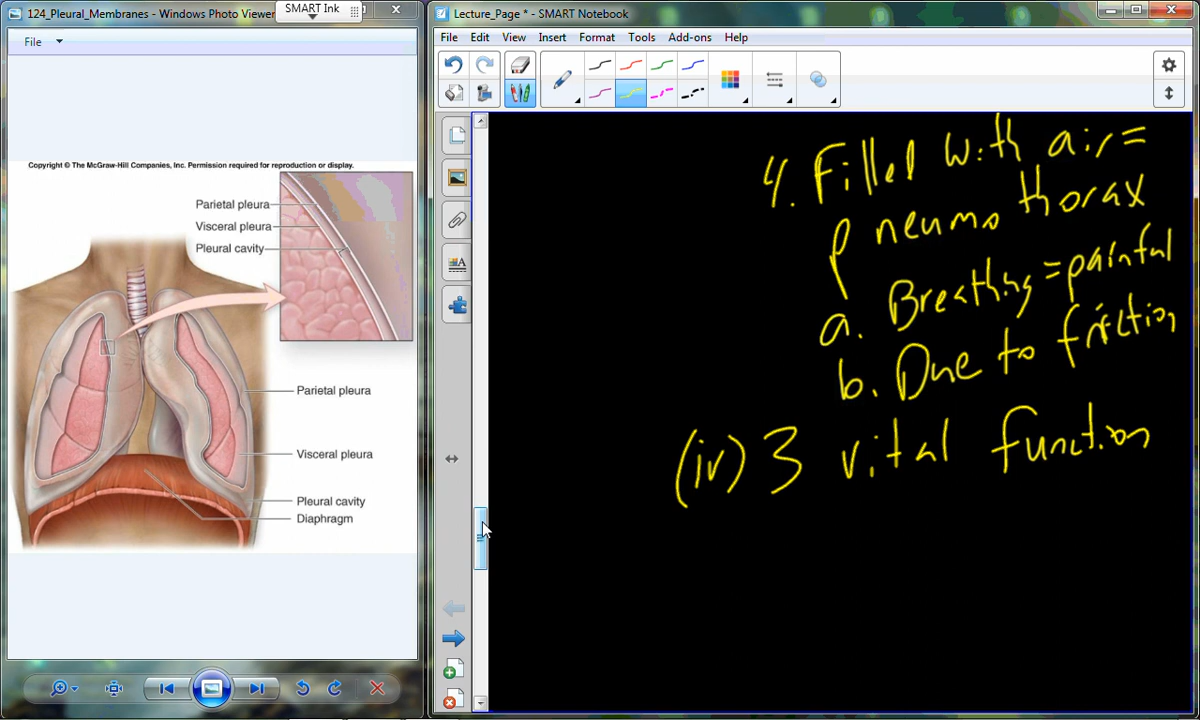 124_Pleural_Membranes - Windows Photo Viewer
SMART Ink
File
Copyright © The McGraw-Hill Companies, Inc. Permission required for reproduction or display.
Parietal pleura
Visceral pleura
Pleural cavity
Parietal pleura
Visceral pleura
Pleural cavity
Diaphragm
Lecture_Page * - SMART Notebook
File Edit View Insert Format Tools Add-ons Help
4. Filled with air =
pneumothorax
a. Breathing = painful
b. Due to friction
(iv) 3 vital function